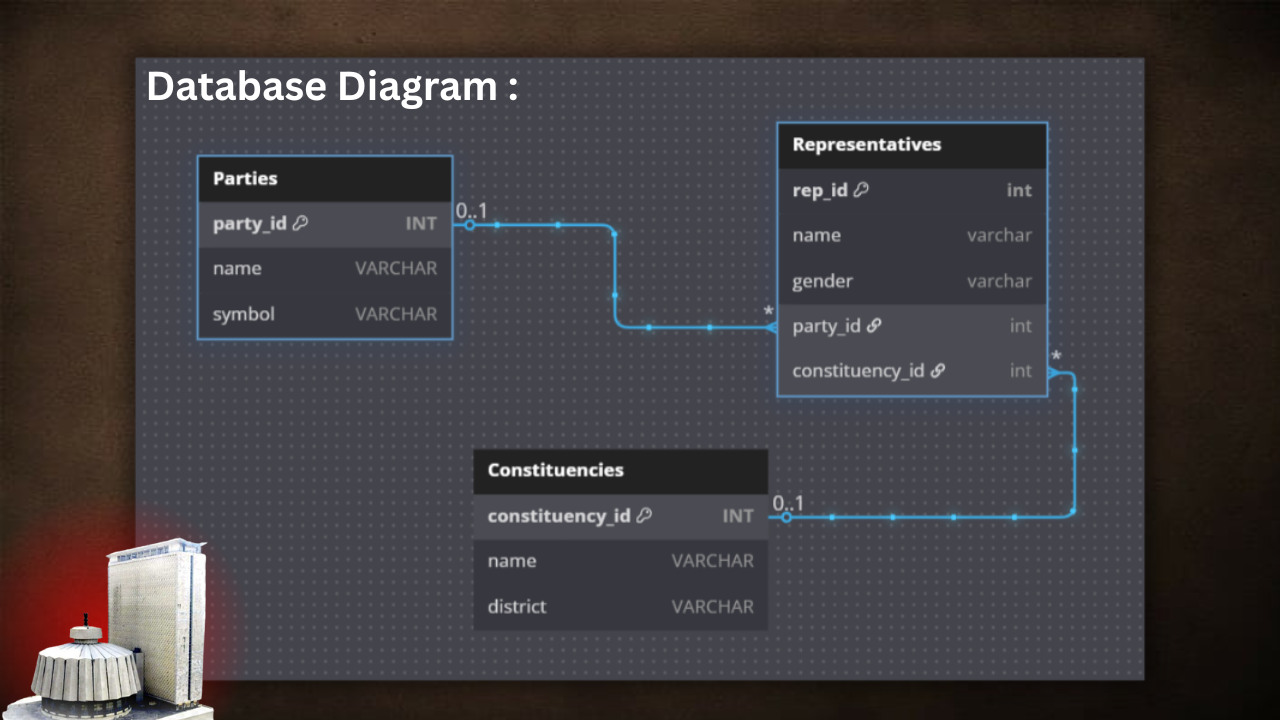 Database Diagram :
Parties
party_id INT
name VARCHAR
symbol VARCHAR
0..1
*
Representatives
rep_id int
name varchar
gender varchar
party_id int
constituency_id int
*
Constituencies
constituency_id INT
name VARCHAR
district VARCHAR
0..1